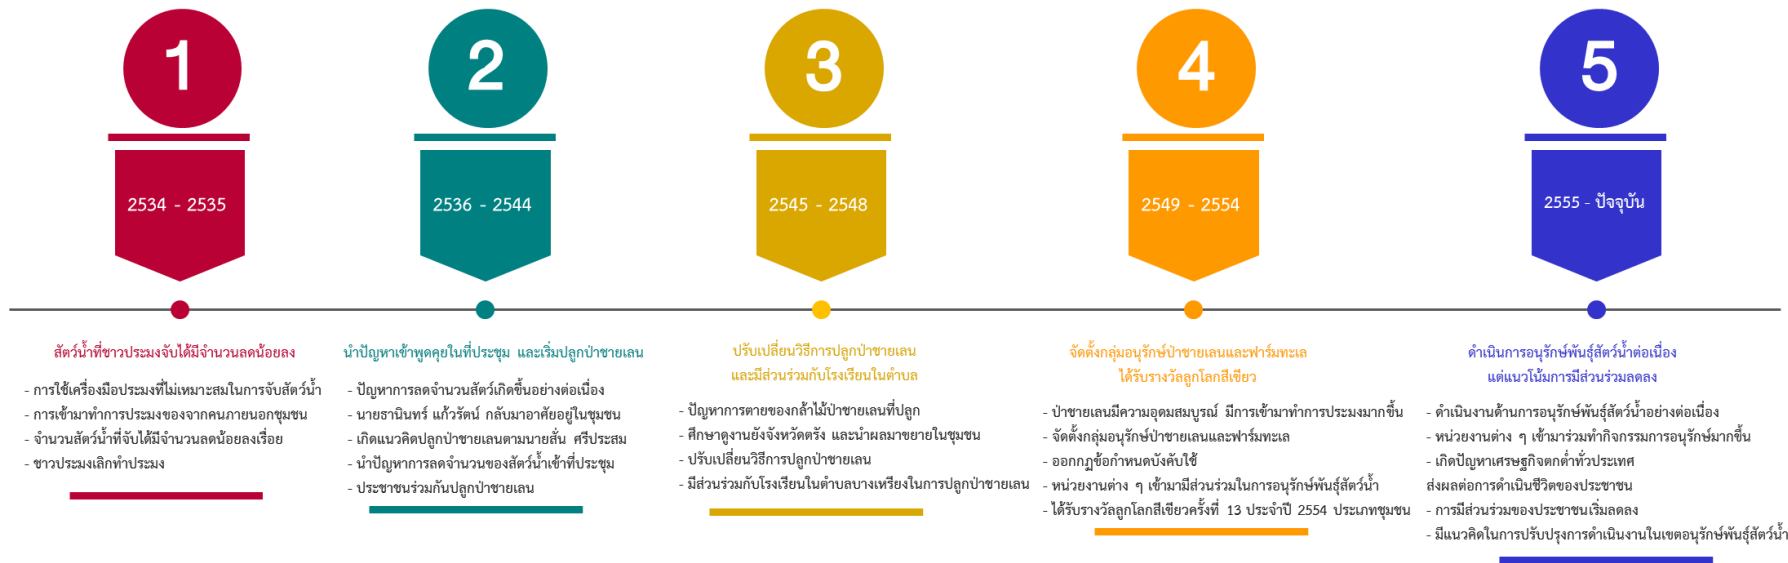 1
2534 - 2535
สัตว์น้ำที่ชาวประมงจับได้มีจำนวนลดน้อยลง
- การใช้เครื่องมือประมงที่ไม่เหมาะสมในการจับสัตว์น้ำ
- การเข้ามาทำการประมงของจากคนภายนอกชุมชน
- จำนวนสัตว์น้ำที่จับได้มีจำนวนลดน้อยลงเรื่อย
- ชาวประมงเลิกทำประมง
2
2536 - 2544
นำปัญหาเข้าพูดคุยในที่ประชุม และเริ่มปลูกป่าชายเลน
- ปัญหาการลดจำนวนสัตว์เกิดขึ้นอย่างต่อเนื่อง
- นายธานินทร์ แก้วรัตน์ กลับมาอาศัยอยู่ในชุมชน
- เกิดแนวคิดปลูกป่าชายเลนตามนายสั่น ศรีประสม
- นำปัญหาการลดจำนวนของสัตว์น้ำเข้าที่ประชุม
- ประชาชนร่วมกันปลูกป่าชายเลน
3
2545 - 2548
ปรับเปลี่ยนวิธีการปลูกป่าชายเลน
และมีส่วนร่วมกับโรงเรียนในตำบล
- ปัญหาการตายของกล้าไม้ป่าชายเลนที่ปลูก
- ศึกษาดูงานยังจังหวัดตรัง และนำผลมาขยายในชุมชน
- ปรับเปลี่ยนวิธีการปลูกป่าชายเลน
- มีส่วนร่วมกับโรงเรียนในตำบลบางเหรียงในการปลูกป่าชายเลน
4
2549 - 2554
จัดตั้งกลุ่มอนุรักษ์ป่าชายเลนและฟาร์มทะเล
ได้รับรางวัลลูกโลกสีเขียว
- ป่าชายเลนมีความอุดมสมบูรณ์ มีการเข้ามาทำการประมงมากขึ้น
- จัดตั้งกลุ่มอนุรักษ์ป่าชายเลนและฟาร์มทะเล
- ออกกฏข้อกำหนดบังคับใช้
- หน่วยงานต่าง ๆ เข้ามามีส่วนร่วมในการอนุรักษ์พันธุ์สัตว์น้ำ
- ได้รับรางวัลลูกโลกสีเขียวครั้งที่ 13 ประจำปี 2554 ประเภทชุมชน
5
2555 - ปัจจุบัน
ดำเนินการอนุรักษ์พันธุ์สัตว์น้ำต่อเนื่อง
แต่แนวโน้มการมีส่วนร่วมลดลง
- ดำเนินงานด้านการอนุรักษ์พันธุ์สัตว์น้ำอย่างต่อเนื่อง
- หน่วยงานต่าง ๆ เข้ามาร่วมทำกิจกรรมการอนุรักษ์มากขึ้น
- เกิดปัญหาเศรษฐกิจตกต่ำทั่วประเทศ
ส่งผลต่อการดำเนินชีวิตของประชาชน
- การมีส่วนร่วมของประชาชนเริ่มลดลง
- มีแนวคิดในการปรับปรุงการดำเนินงานในเขตอนุรักษ์พันธุ์สัตว์น้ำ